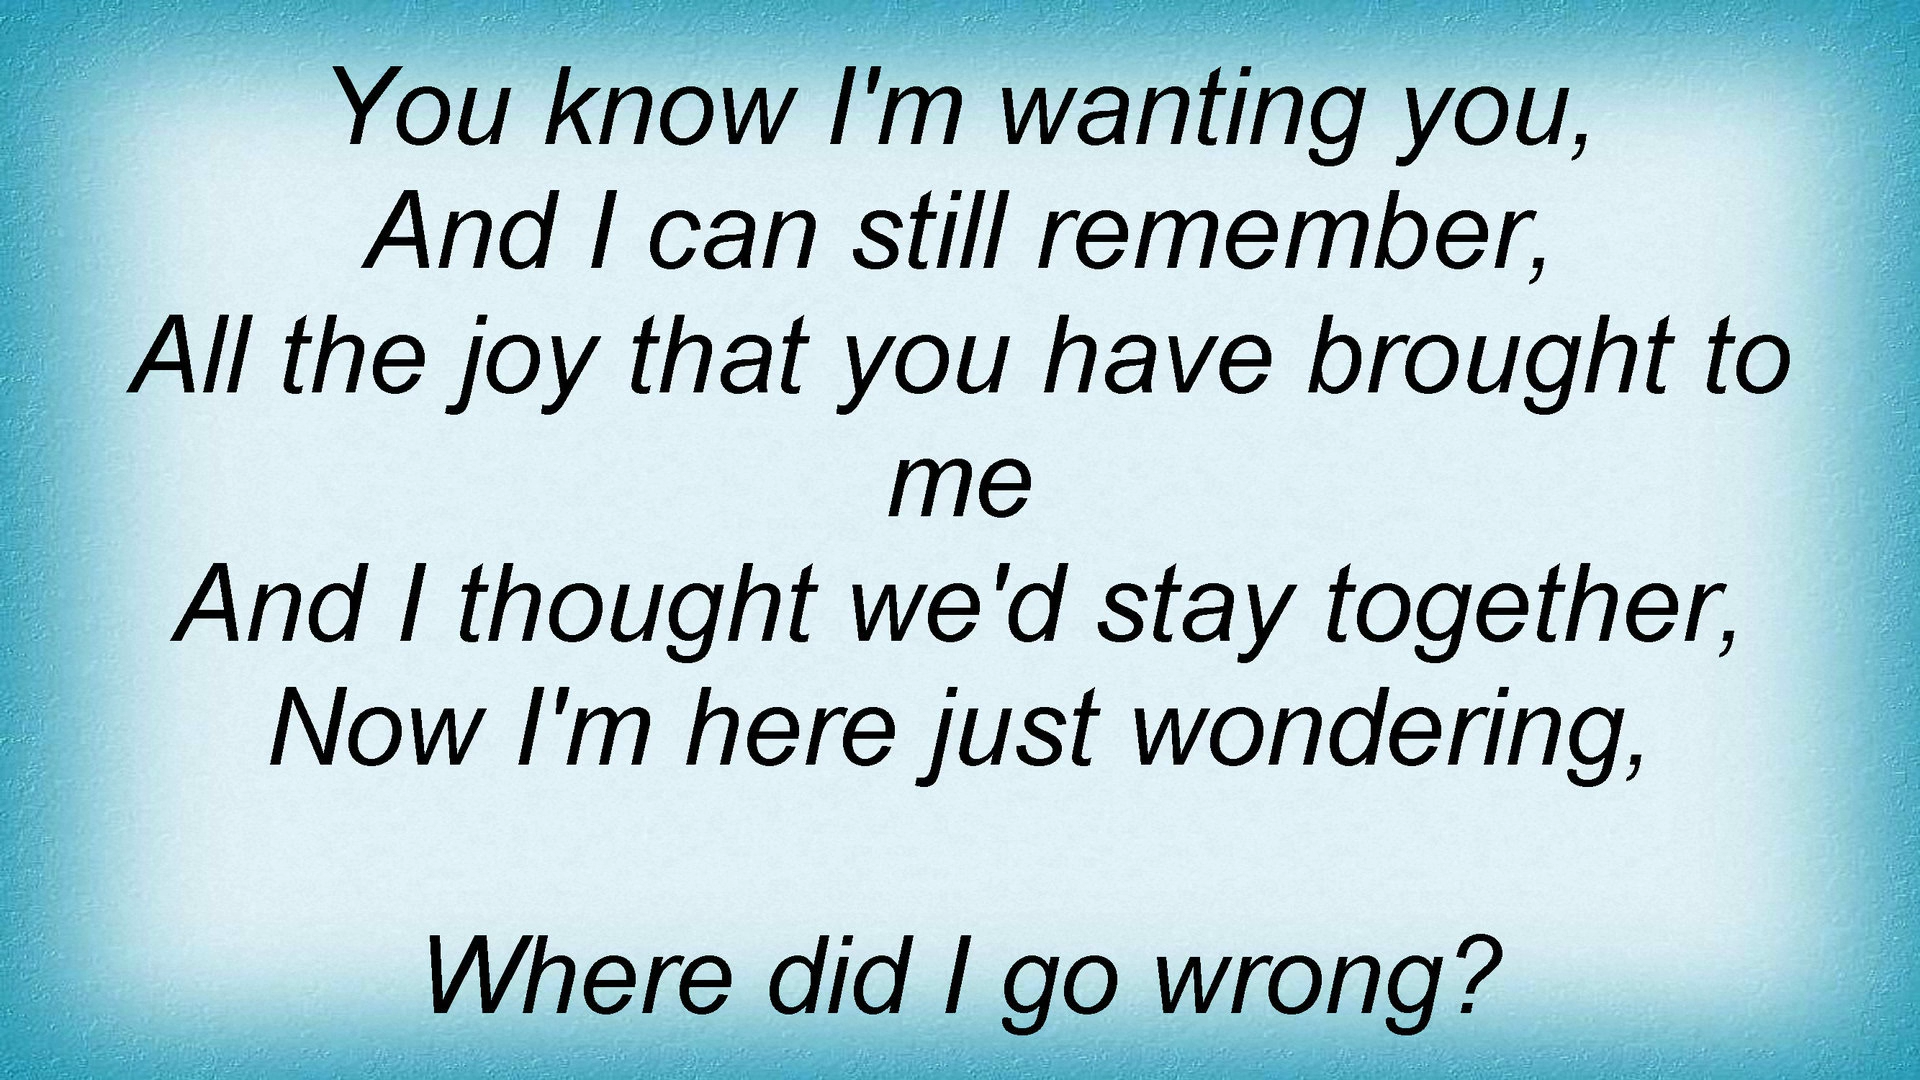 You know I'm wanting you,
And I can still remember,
All the joy that you have brought to
me
And I thought we'd stay together,
Now I'm here just wondering,
Where did I go wrong?